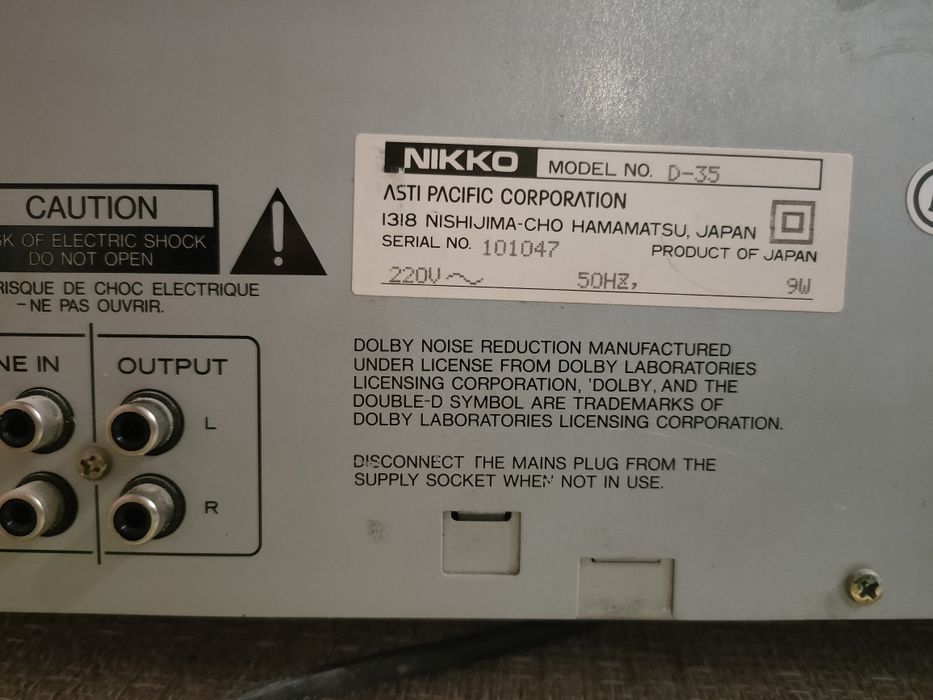 NIKKO MODEL NO. D-35
ASTI PACIFIC CORPORATION
1318 NISHIJIMA-CHO HAMAMATSU, JAPAN
SERIAL NO. 101047 PRODUCT OF JAPAN
220V~ 50HZ, 9W
CAUTION
SK OF ELECTRIC SHOCK
DO NOT OPEN
RISQUE DE CHOC ELECTRIQUE
-NE PAS OUVRIR.
NE IN
OUTPUT
L
R
DOLBY NOISE REDUCTION MANUFACTURED
UNDER LICENSE FROM DOLBY LABORATORIES
LICENSING CORPORATION, 'DOLBY, AND THE
DOUBLE-D SYMBOL ARE TRADEMARKS OF
DOLBY LABORATORIES LICENSING CORPORATION.
DISCONNECT THE MAINS PLUG FROM THE
SUPPLY SOCKET WHEN NOT IN USE.